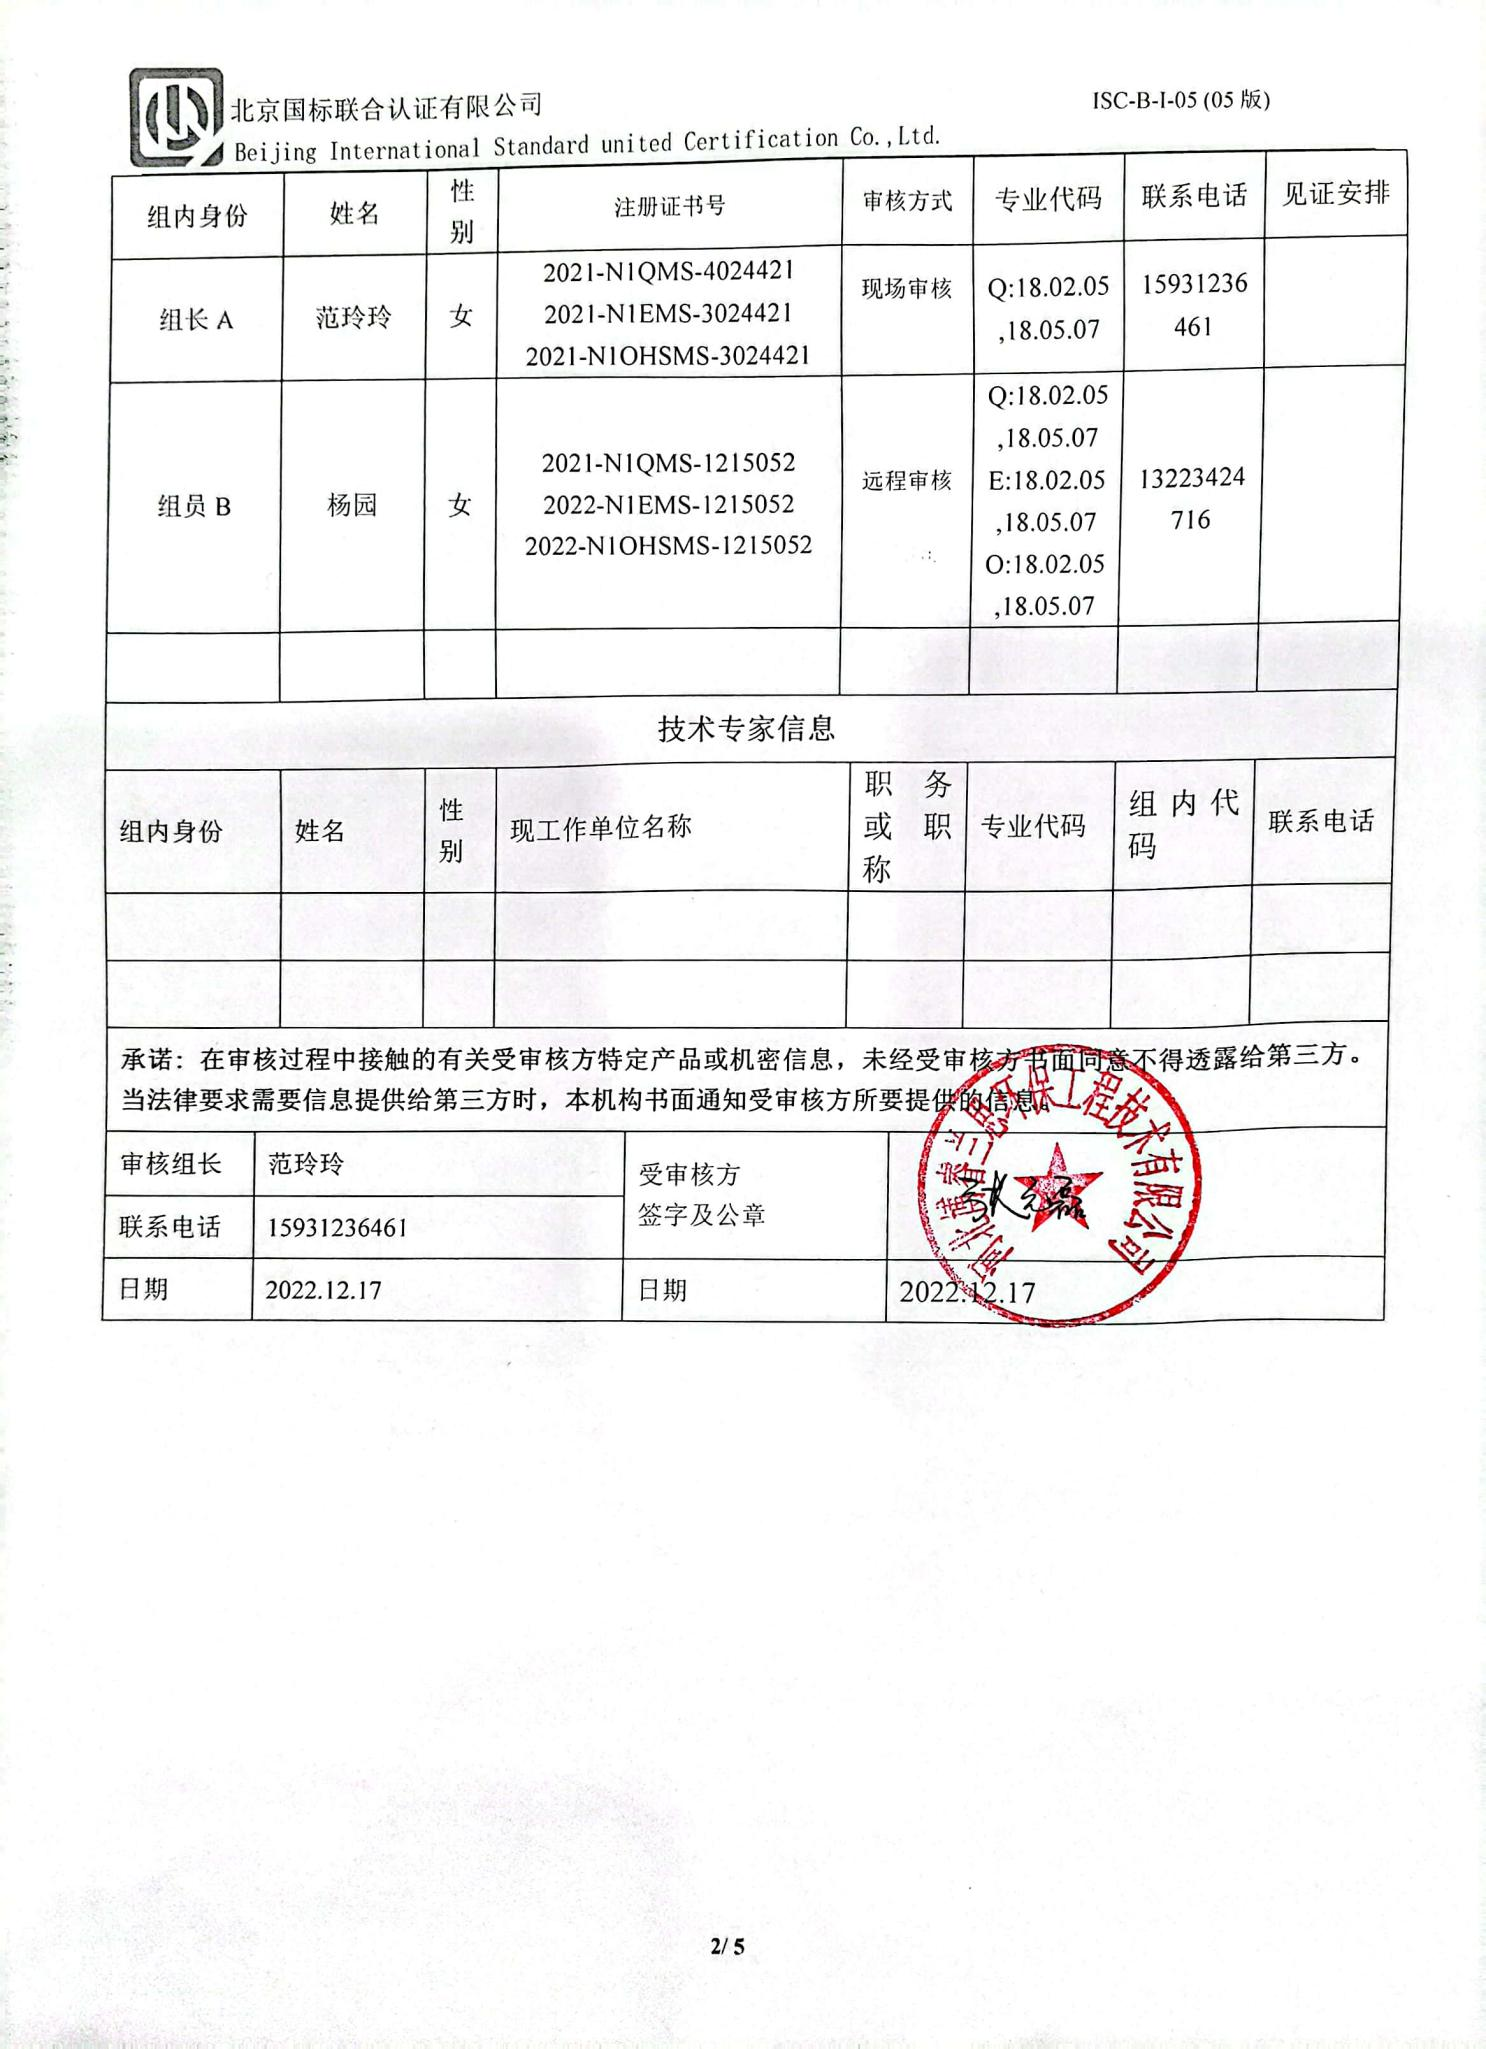 北京国标联合认证有限公司
ISC-B-I-05 (05 版)
Beijing International Standard united Certification Co.,Ltd.
组内身份 姓名 性别 注册证书号 审核方式 专业代码 联系电话 见证安排
组长 A 范玲玲 女 2021-N1QMS-4024421 现场审核 Q:18.02.05 15931236
2021-N1EMS-3024421 ,18.05.07 461
2021-N1OHSMS-3024421
Q:18.02.05
,18.05.07
组员 B 杨园 女 2021-N1QMS-1215052 远程审核 E:18.02.05 13223424
2022-N1EMS-1215052 ,18.05.07 716
2022-N1OHSMS-1215052 O:18.02.05
,18.05.07
技术专家信息
组内身份 姓名 性别 现工作单位名称 职务或职称 专业代码 组内代码 联系电话
承诺：在审核过程中接触的有关受审核方特定产品或机密信息，未经受审核方书面同意不得透露给第三方。
当法律要求需要信息提供给第三方时，本机构书面通知受审核方所要提供的信息。
审核组长 范玲玲 受审核方
联系电话 15931236461 签字及公章
日期 2022.12.17 日期 2022.12.17
环保工程技术有限公司
2/ 5